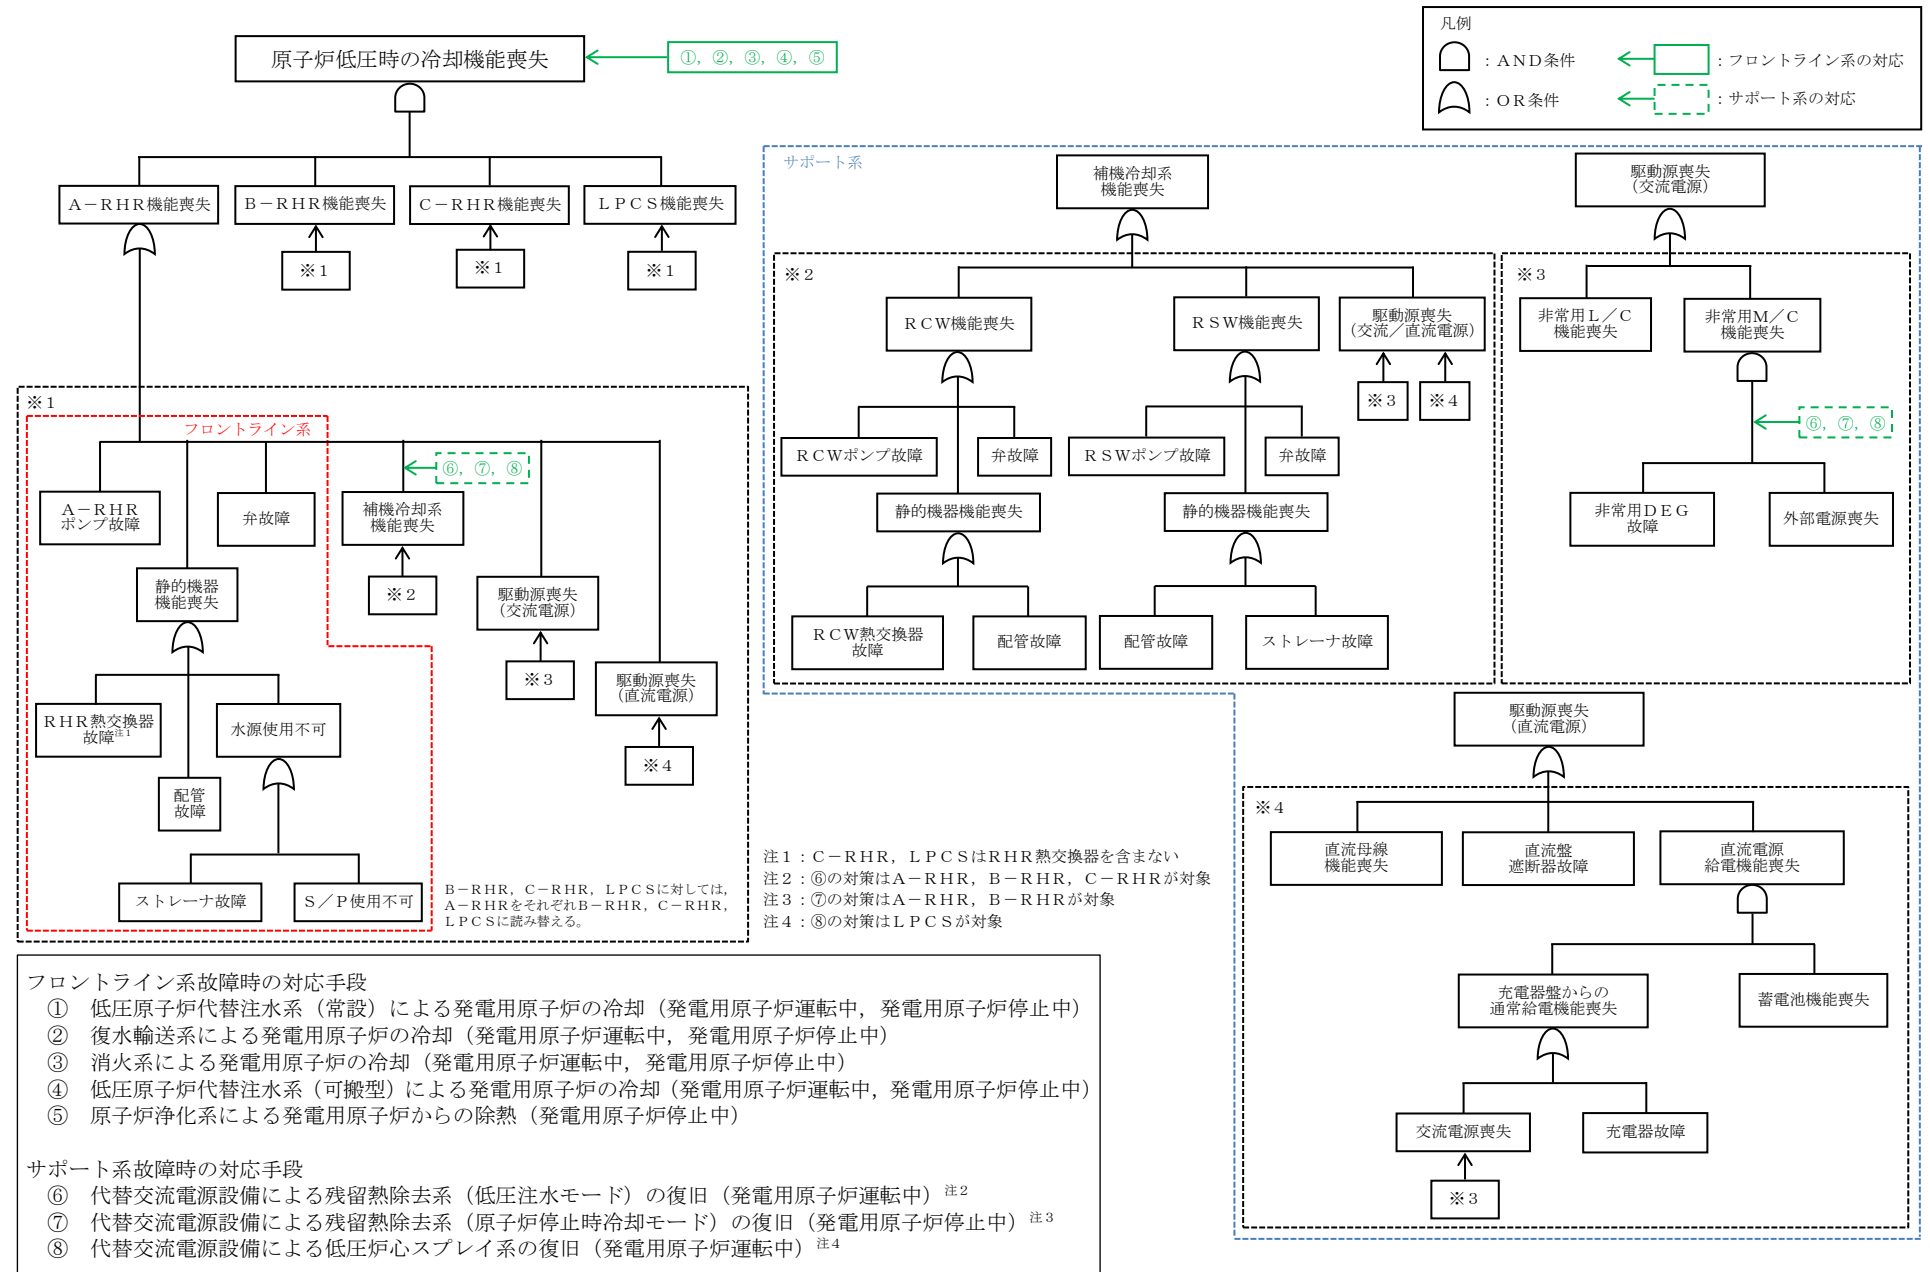 凡例
：ＡＮＤ条件
：フロントライン系の対応
：ＯＲ条件
：サポート系の対応
原子炉低圧時の冷却機能喪失
①，②，③，④，⑤
Ａ－ＲＨＲ機能喪失
Ｂ－ＲＨＲ機能喪失
Ｃ－ＲＨＲ機能喪失
ＬＰＣＳ機能喪失
※１
※１
※１
※１
フロントライン系
Ａ－ＲＨＲ
ポンプ故障
弁故障
⑥，⑦，⑧
補機冷却系
機能喪失
※２
静的機器
機能喪失
駆動源喪失
（交流電源）
※３
駆動源喪失
（直流電源）
※４
ＲＨＲ熱交換器
故障注１
水源使用不可
配管
故障
ストレーナ故障
Ｓ／Ｐ使用不可
Ｂ－ＲＨＲ，Ｃ－ＲＨＲ，ＬＰＣＳに対しては，
Ａ－ＲＨＲをそれぞれＢ－ＲＨＲ，Ｃ－ＲＨＲ，
ＬＰＣＳに読み替える。
サポート系
補機冷却系
機能喪失
※２
ＲＣＷ機能喪失
ＲＳＷ機能喪失
駆動源喪失
（交流／直流電源）
※３
※４
ＲＣＷポンプ故障
弁故障
ＲＳＷポンプ故障
弁故障
静的機器機能喪失
静的機器機能喪失
ＲＣＷ熱交換器
故障
配管故障
配管故障
ストレーナ故障
駆動源喪失
（交流電源）
※３
非常用Ｌ／Ｃ
機能喪失
非常用Ｍ／Ｃ
機能喪失
⑥，⑦，⑧
非常用ＤＥＧ
故障
外部電源喪失
駆動源喪失
（直流電源）
※４
直流母線
機能喪失
直流盤
遮断器故障
直流電源
給電機能喪失
充電器盤からの
通常給電機能喪失
蓄電池機能喪失
交流電源喪失
充電器故障
※３
注１：Ｃ－ＲＨＲ，ＬＰＣＳはＲＨＲ熱交換器を含まない
注２：⑥の対策はＡ－ＲＨＲ，Ｂ－ＲＨＲ，Ｃ－ＲＨＲが対象
注３：⑦の対策はＡ－ＲＨＲ，Ｂ－ＲＨＲが対象
注４：⑧の対策はＬＰＣＳが対象
フロントライン系故障時の対応手段
① 低圧原子炉代替注水系（常設）による発電用原子炉の冷却（発電用原子炉運転中，発電用原子炉停止中）
② 復水輸送系による発電用原子炉の冷却（発電用原子炉運転中，発電用原子炉停止中）
③ 消火系による発電用原子炉の冷却（発電用原子炉運転中，発電用原子炉停止中）
④ 低圧原子炉代替注水系（可搬型）による発電用原子炉の冷却（発電用原子炉運転中，発電用原子炉停止中）
⑤ 原子炉浄化系による発電用原子炉からの除熱（発電用原子炉停止中）
サポート系故障時の対応手段
⑥ 代替交流電源設備による残留熱除去系（低圧注水モード）の復旧（発電用原子炉運転中）注２
⑦ 代替交流電源設備による残留熱除去系（原子炉停止時冷却モード）の復旧（発電用原子炉停止中）注３
⑧ 代替交流電源設備による低圧炉心スプレイ系の復旧（発電用原子炉運転中）注４